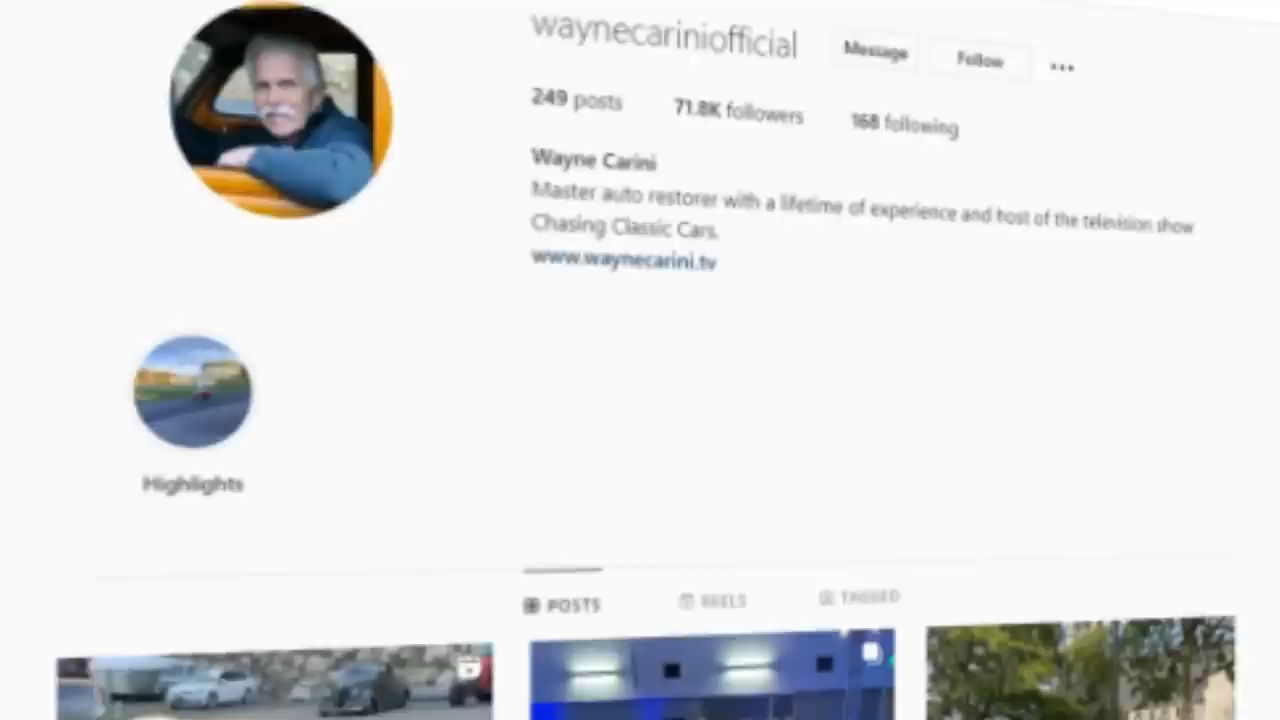 waynecariniofficial Message Follow ...
249 posts 71.8K followers 168 following
Wayne Carini
Master auto restorer with a lifetime of experience and host of the television show
Chasing Classic Cars.
www.waynecarini.tv
Highlights
POSTS REELS TAGGED